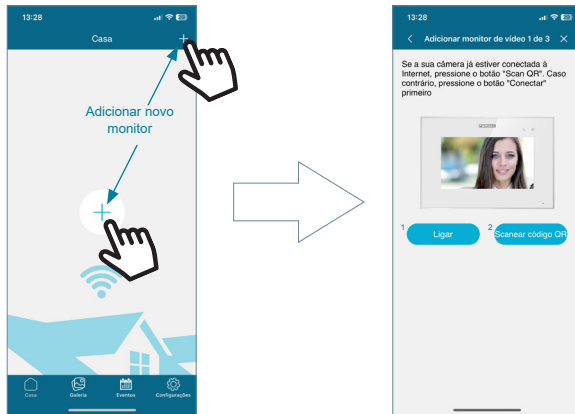 13:28
Casa
Adicionar novo
monitor
Casa
Galeria
Eventos
Configurações
13:28
Adicionar monitor de vídeo 1 de 3
Se a sua câmera já estiver conectada à
Internet, pressione o botão "Scan QR". Caso
contrário, pressione o botão "Conectar"
primeiro
1
Ligar
2
Scanear código QR